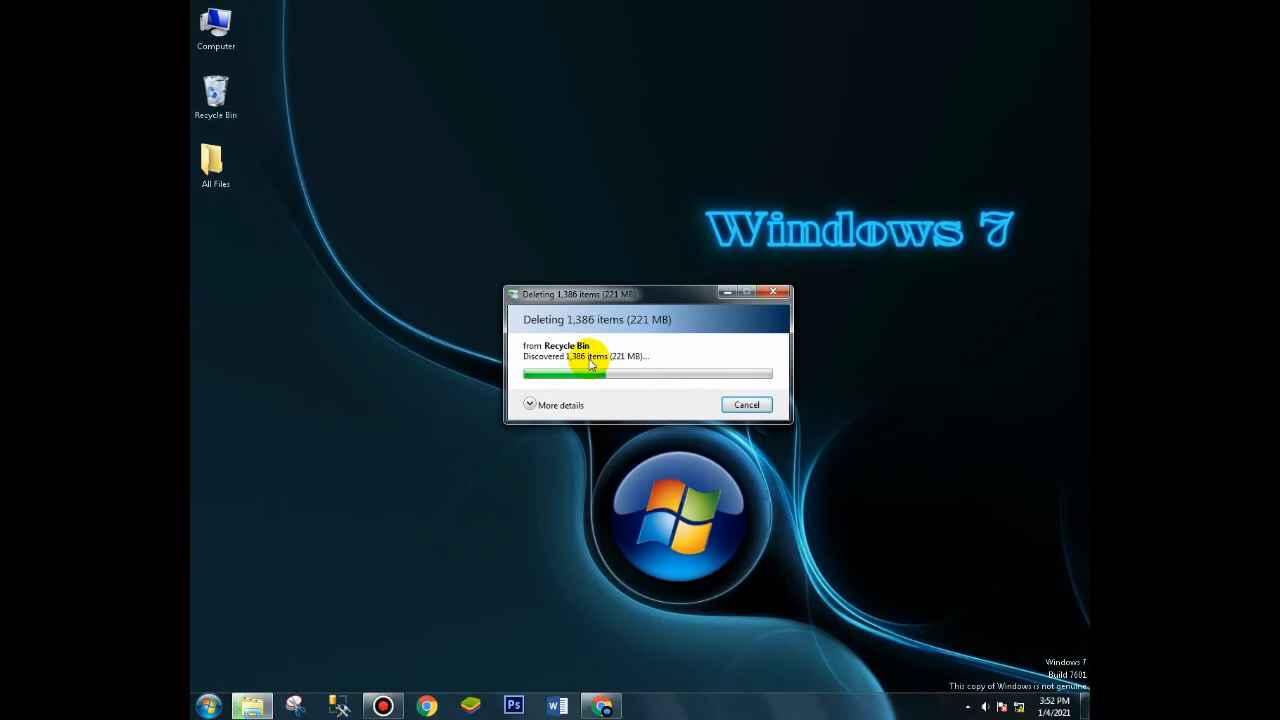 Computer
Recycle Bin
All Files
Windows 7
Deleting 1,386 items (221 MB)
Deleting 1,386 items (221 MB)
from Recycle Bin
Discovered 1,386 items (221 MB)...
More details
Cancel
Windows 7
Build 7601
This copy of Windows is not genuine
Ps
W
3:52 PM
1/4/2021